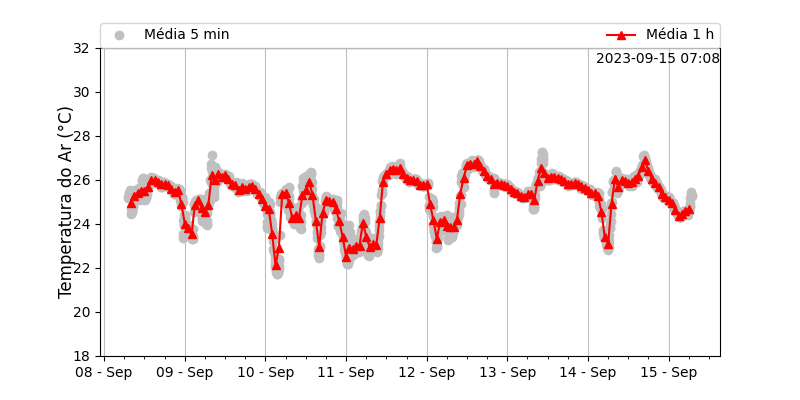 Média 5 min
Média 1 h
2023-09-15 07:08
Temperatura do Ar (°C)
32
30
28
26
24
22
20
18
08 - Sep
09 - Sep
10 - Sep
11 - Sep
12 - Sep
13 - Sep
14 - Sep
15 - Sep